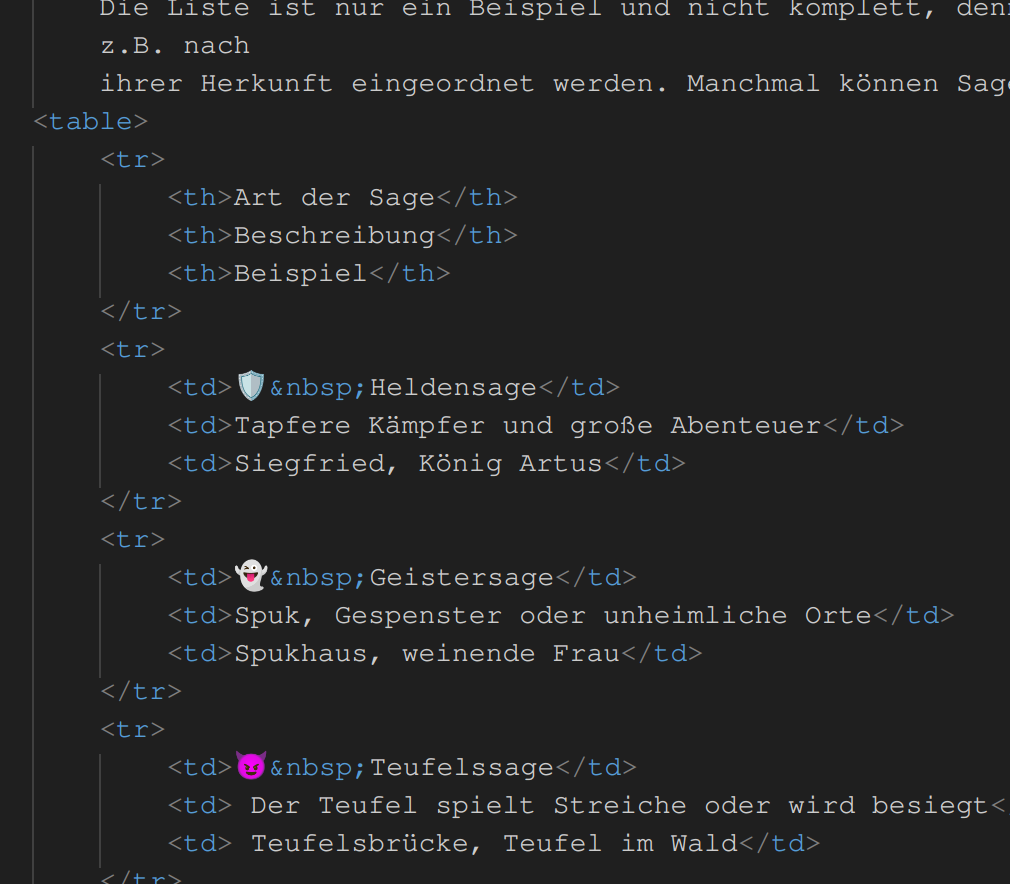 Die Liste ist nur ein Beispiel und nicht komplett,
z.B. nach
ihrer Herkunft eingeordnet werden. Manchmal können
<table>
<tr>
<th>Art der Sage</th>
<th>Beschreibung</th>
<th>Beispiel</th>
</tr>
<tr>
<td>🛡️&nbsp;Heldensage</td>
<td>Tapfere Kämpfer und große Abenteuer</td>
<td>Siegfried, König Artus</td>
</tr>
<tr>
<td>👻&nbsp;Geistersage</td>
<td>Spuk, Gespenster oder unheimliche Orte</td>
<td>Spukhaus, weinende Frau</td>
</tr>
<tr>
<td>😈&nbsp;Teufelssage</td>
<td> Der Teufel spielt Streiche oder wird besiegt<
<td> Teufelsbrücke, Teufel im Wald</td>
</tr>